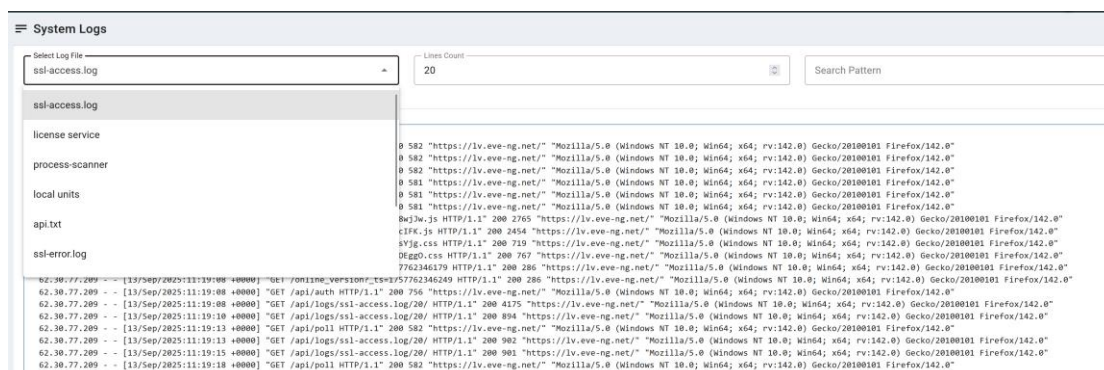 System Logs
Select Log File
ssl-access.log
Lines Count
20
Search Pattern
ssl-access.log
license service
process-scanner
local units
api.txt
ssl-error.log
0 582 "https://lv.eve-ng.net/" "Mozilla/5.0 (Windows NT 10.0; Win64; x64; rv:142.0) Gecko/20100101 Firefox/142.0"
0 582 "https://lv.eve-ng.net/" "Mozilla/5.0 (Windows NT 10.0; Win64; x64; rv:142.0) Gecko/20100101 Firefox/142.0"
0 582 "https://lv.eve-ng.net/" "Mozilla/5.0 (Windows NT 10.0; Win64; x64; rv:142.0) Gecko/20100101 Firefox/142.0"
0 581 "https://lv.eve-ng.net/" "Mozilla/5.0 (Windows NT 10.0; Win64; x64; rv:142.0) Gecko/20100101 Firefox/142.0"
0 581 "https://lv.eve-ng.net/" "Mozilla/5.0 (Windows NT 10.0; Win64; x64; rv:142.0) Gecko/20100101 Firefox/142.0"
0 581 "https://lv.eve-ng.net/" "Mozilla/5.0 (Windows NT 10.0; Win64; x64; rv:142.0) Gecko/20100101 Firefox/142.0"
8wjJw.js HTTP/1.1" 200 2765 "https://lv.eve-ng.net/" "Mozilla/5.0 (Windows NT 10.0; Win64; x64; rv:142.0) Gecko/20100101 Firefox/142.0"
cIFK.js HTTP/1.1" 200 2454 "https://lv.eve-ng.net/" "Mozilla/5.0 (Windows NT 10.0; Win64; x64; rv:142.0) Gecko/20100101 Firefox/142.0"
sYjg.css HTTP/1.1" 200 719 "https://lv.eve-ng.net/" "Mozilla/5.0 (Windows NT 10.0; Win64; x64; rv:142.0) Gecko/20100101 Firefox/142.0"
OEggO.css HTTP/1.1" 200 767 "https://lv.eve-ng.net/" "Mozilla/5.0 (Windows NT 10.0; Win64; x64; rv:142.0) Gecko/20100101 Firefox/142.0"
7762346179 HTTP/1.1" 200 286 "https://lv.eve-ng.net/" "Mozilla/5.0 (Windows NT 10.0; Win64; x64; rv:142.0) Gecko/20100101 Firefox/142.0"
62.30.77.209 - - [13/Sep/2025:11:19:08 +0000] "GET /online_version?_ts=1757762346249 HTTP/1.1" 200 286 "https://lv.eve-ng.net/" "Mozilla/5.0 (Windows NT 10.0; Win64; x64; rv:142.0) Gecko/20100101 Firefox/142.0"
62.30.77.209 - - [13/Sep/2025:11:19:08 +0000] "GET /api/auth HTTP/1.1" 200 756 "https://lv.eve-ng.net/" "Mozilla/5.0 (Windows NT 10.0; Win64; x64; rv:142.0) Gecko/20100101 Firefox/142.0"
62.30.77.209 - - [13/Sep/2025:11:19:08 +0000] "GET /api/logs/ssl-access.log/20/ HTTP/1.1" 200 4175 "https://lv.eve-ng.net/" "Mozilla/5.0 (Windows NT 10.0; Win64; x64; rv:142.0) Gecko/20100101 Firefox/142.0"
62.30.77.209 - - [13/Sep/2025:11:19:10 +0000] "GET /api/logs/ssl-access.log/20/ HTTP/1.1" 200 894 "https://lv.eve-ng.net/" "Mozilla/5.0 (Windows NT 10.0; Win64; x64; rv:142.0) Gecko/20100101 Firefox/142.0"
62.30.77.209 - - [13/Sep/2025:11:19:13 +0000] "GET /api/poll HTTP/1.1" 200 582 "https://lv.eve-ng.net/" "Mozilla/5.0 (Windows NT 10.0; Win64; x64; rv:142.0) Gecko/20100101 Firefox/142.0"
62.30.77.209 - - [13/Sep/2025:11:19:13 +0000] "GET /api/logs/ssl-access.log/20/ HTTP/1.1" 200 902 "https://lv.eve-ng.net/" "Mozilla/5.0 (Windows NT 10.0; Win64; x64; rv:142.0) Gecko/20100101 Firefox/142.0"
62.30.77.209 - - [13/Sep/2025:11:19:15 +0000] "GET /api/logs/ssl-access.log/20/ HTTP/1.1" 200 901 "https://lv.eve-ng.net/" "Mozilla/5.0 (Windows NT 10.0; Win64; x64; rv:142.0) Gecko/20100101 Firefox/142.0"
62.30.77.209 - - [13/Sep/2025:11:19:18 +0000] "GET /api/poll HTTP/1.1" 200 582 "https://lv.eve-ng.net/" "Mozilla/5.0 (Windows NT 10.0; Win64; x64; rv:142.0) Gecko/20100101 Firefox/142.0"